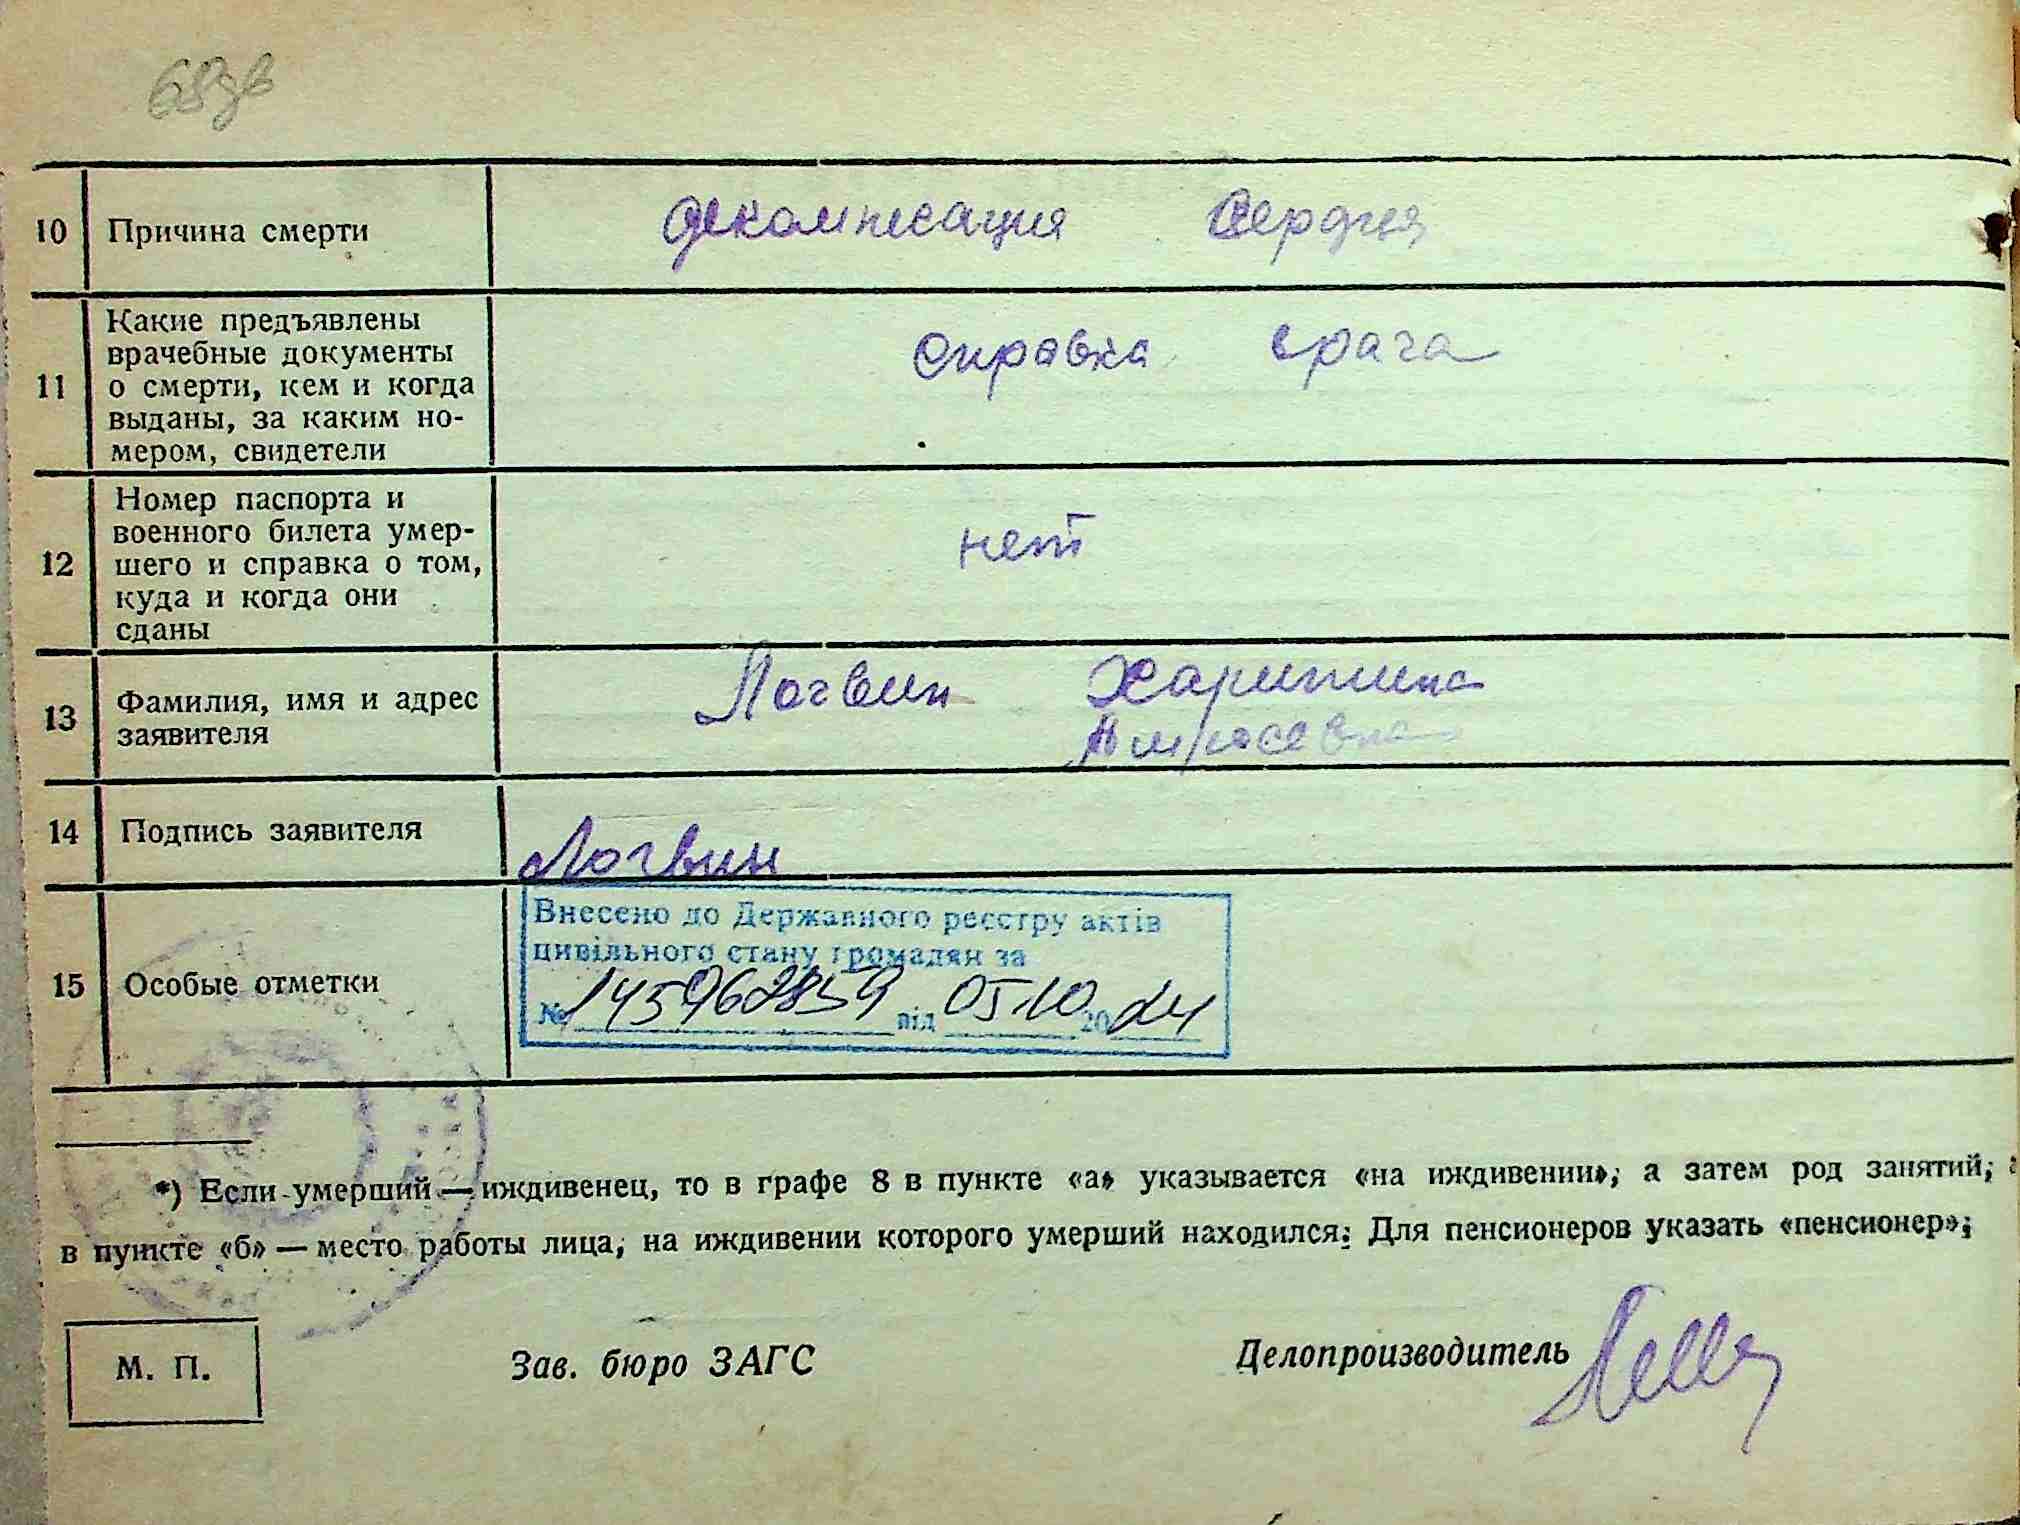 10 Причина смерти декомпесация сердця
11 Какие предъявлены
врачебные документы
о смерти, кем и когда
выданы, за каким но-
мером, свидетели
справка врача
12 Номер паспорта и
военного билета умер-
шего и справка о том,
куда и когда они
сданы
нет
13 Фамилия, имя и адрес
заявителя
Логвин Харитина
14 Подпись заявителя Логвин
15 Особые отметки
Внесено до Державного реєстру актів
цивільного стану громадян за
№ 145962859 від 05.10 2024
*) Если умерший — иждивенец, то в графе 8 в пункте «а» указывается «на иждивении», а затем род занятий,
в пункте «б» — место работы лица, на иждивении которого умерший находился. Для пенсионеров указать «пенсионер»,
М. П. Зав. бюро ЗАГС Делопроизводитель